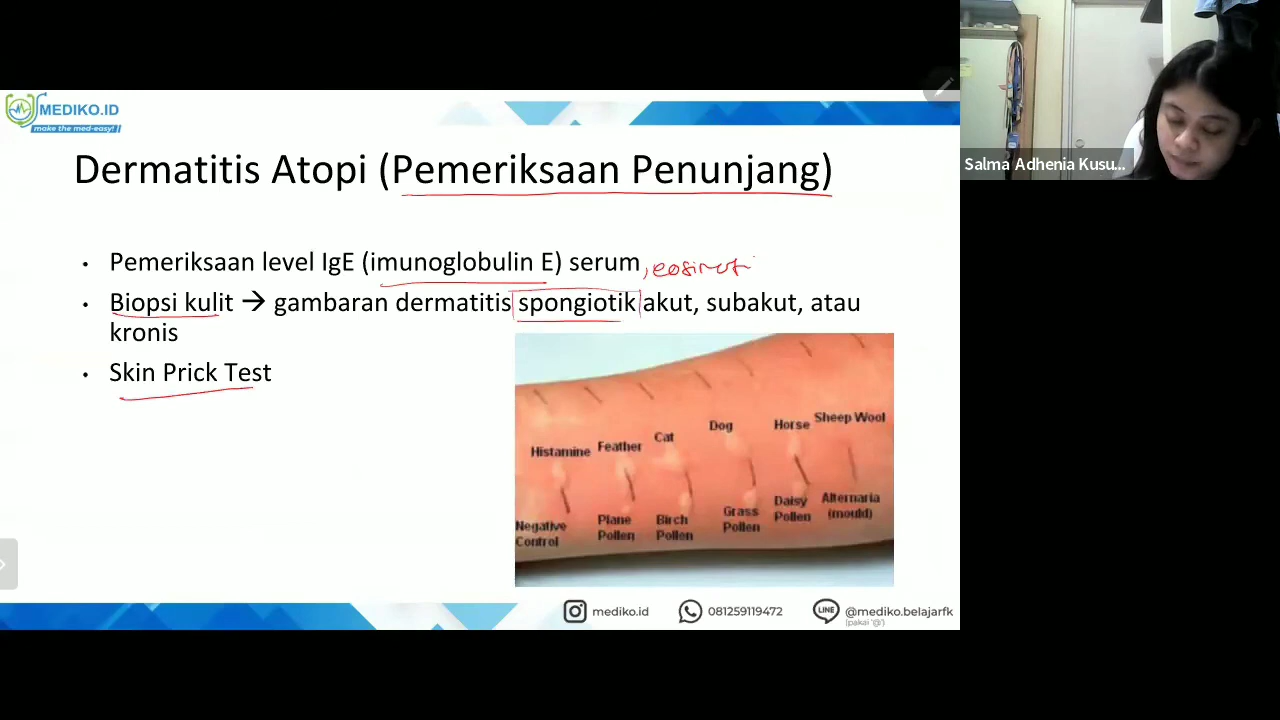 MEDIKO.ID
make the med-easy!
Salma Adhenia Kusu...
Dermatitis Atopi (Pemeriksaan Penunjang)
• Pemeriksaan level IgE (imunoglobulin E) serum,
• Biopsi kulit → gambaran dermatitis spongiotik akut, subakut, atau
kronis
• Skin Prick Test
Histamine Feather Cat Dog Horse Sheep Wool
Negative Control
Plane Pollen
Birch Pollen
Grass Pollen
Daisy Pollen
Alternaria (mould)
mediko.id 081259119472 LINE @mediko.belajarfk
(pakai '@')